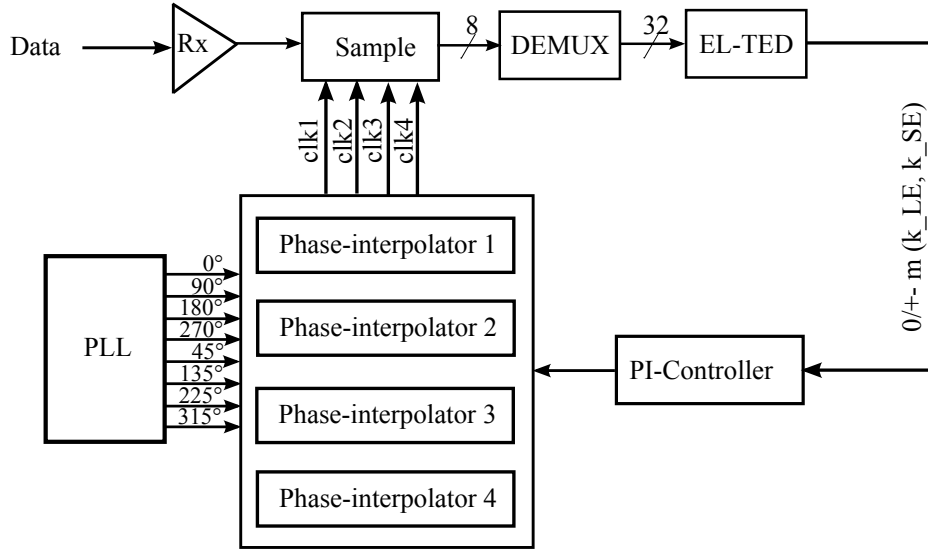 Data
Rx
Sample
8
DEMUX
32
EL-TED
clk1
clk2
clk3
clk4
0/+- m (k_LE, k_SE)
Phase-interpolator 1
Phase-interpolator 2
Phase-interpolator 3
Phase-interpolator 4
PLL
0°
90°
180°
270°
45°
135°
225°
315°
PI-Controller